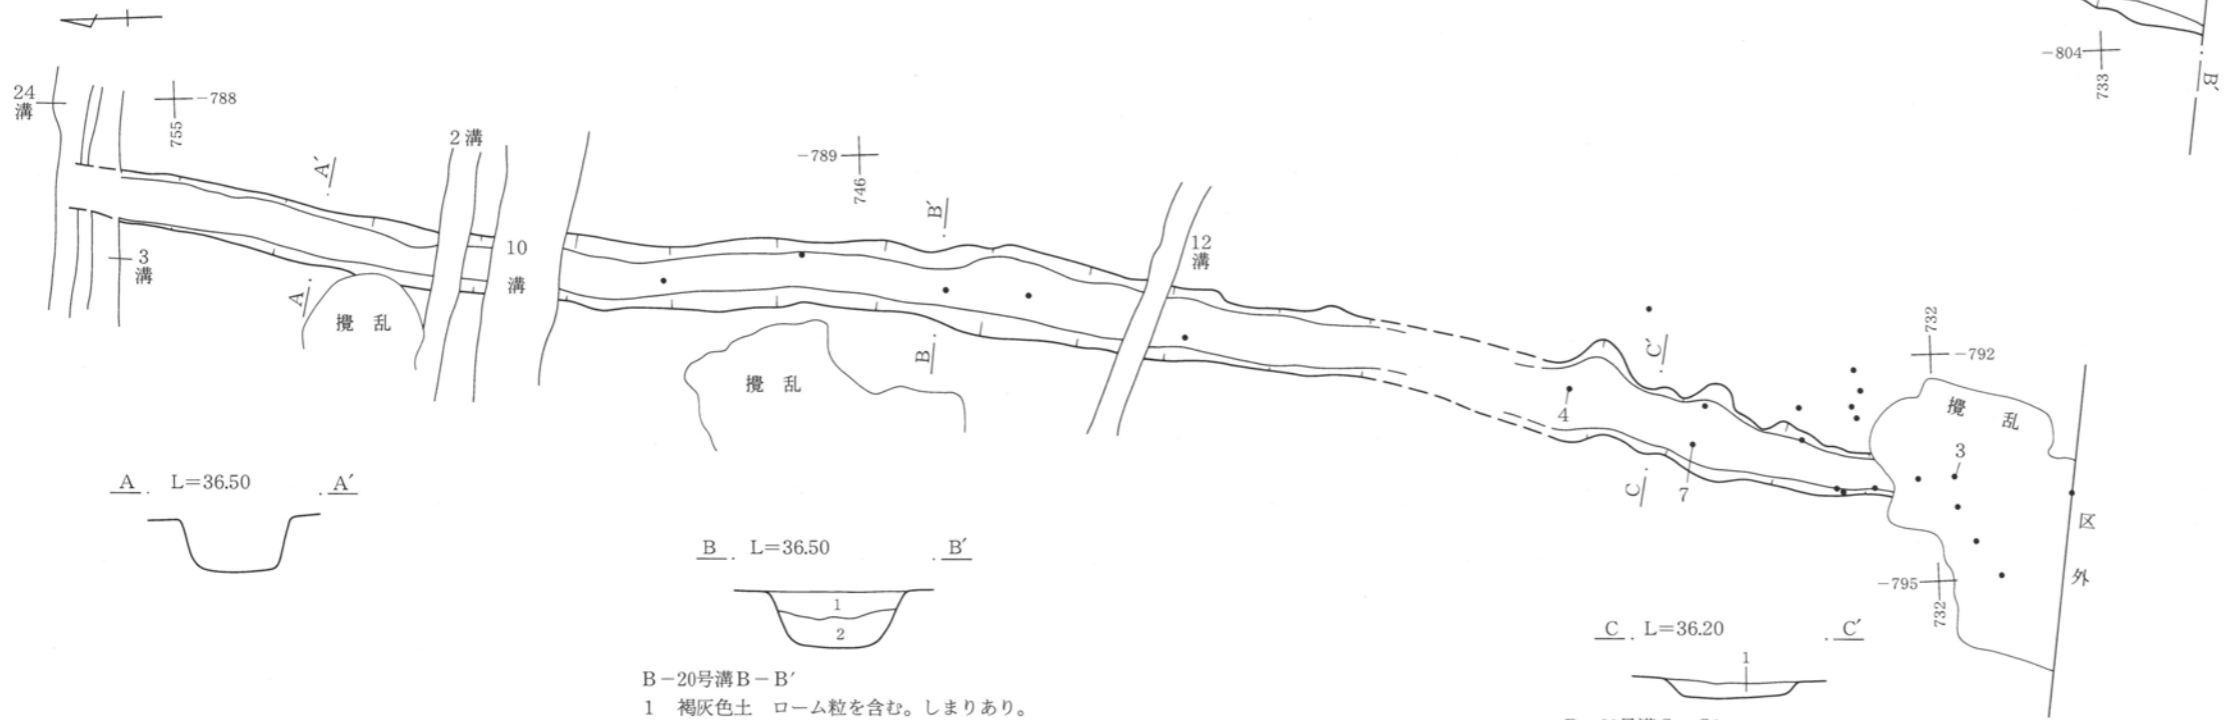 -804
733
B′
24
溝
-788
755
2溝
A′
-789
746
B′
10
溝
12
溝
3
溝
A
攪 乱
攪 乱
B
C′
732
-792
攪 乱
4
3
7
C
区
外
-795
732
A L=36.50 A′
B L=36.50 B′
1
2
C L=36.20 C′
1
B-20号溝B-B′
1 褐灰色土 ローム粒を含む。しまりあり。